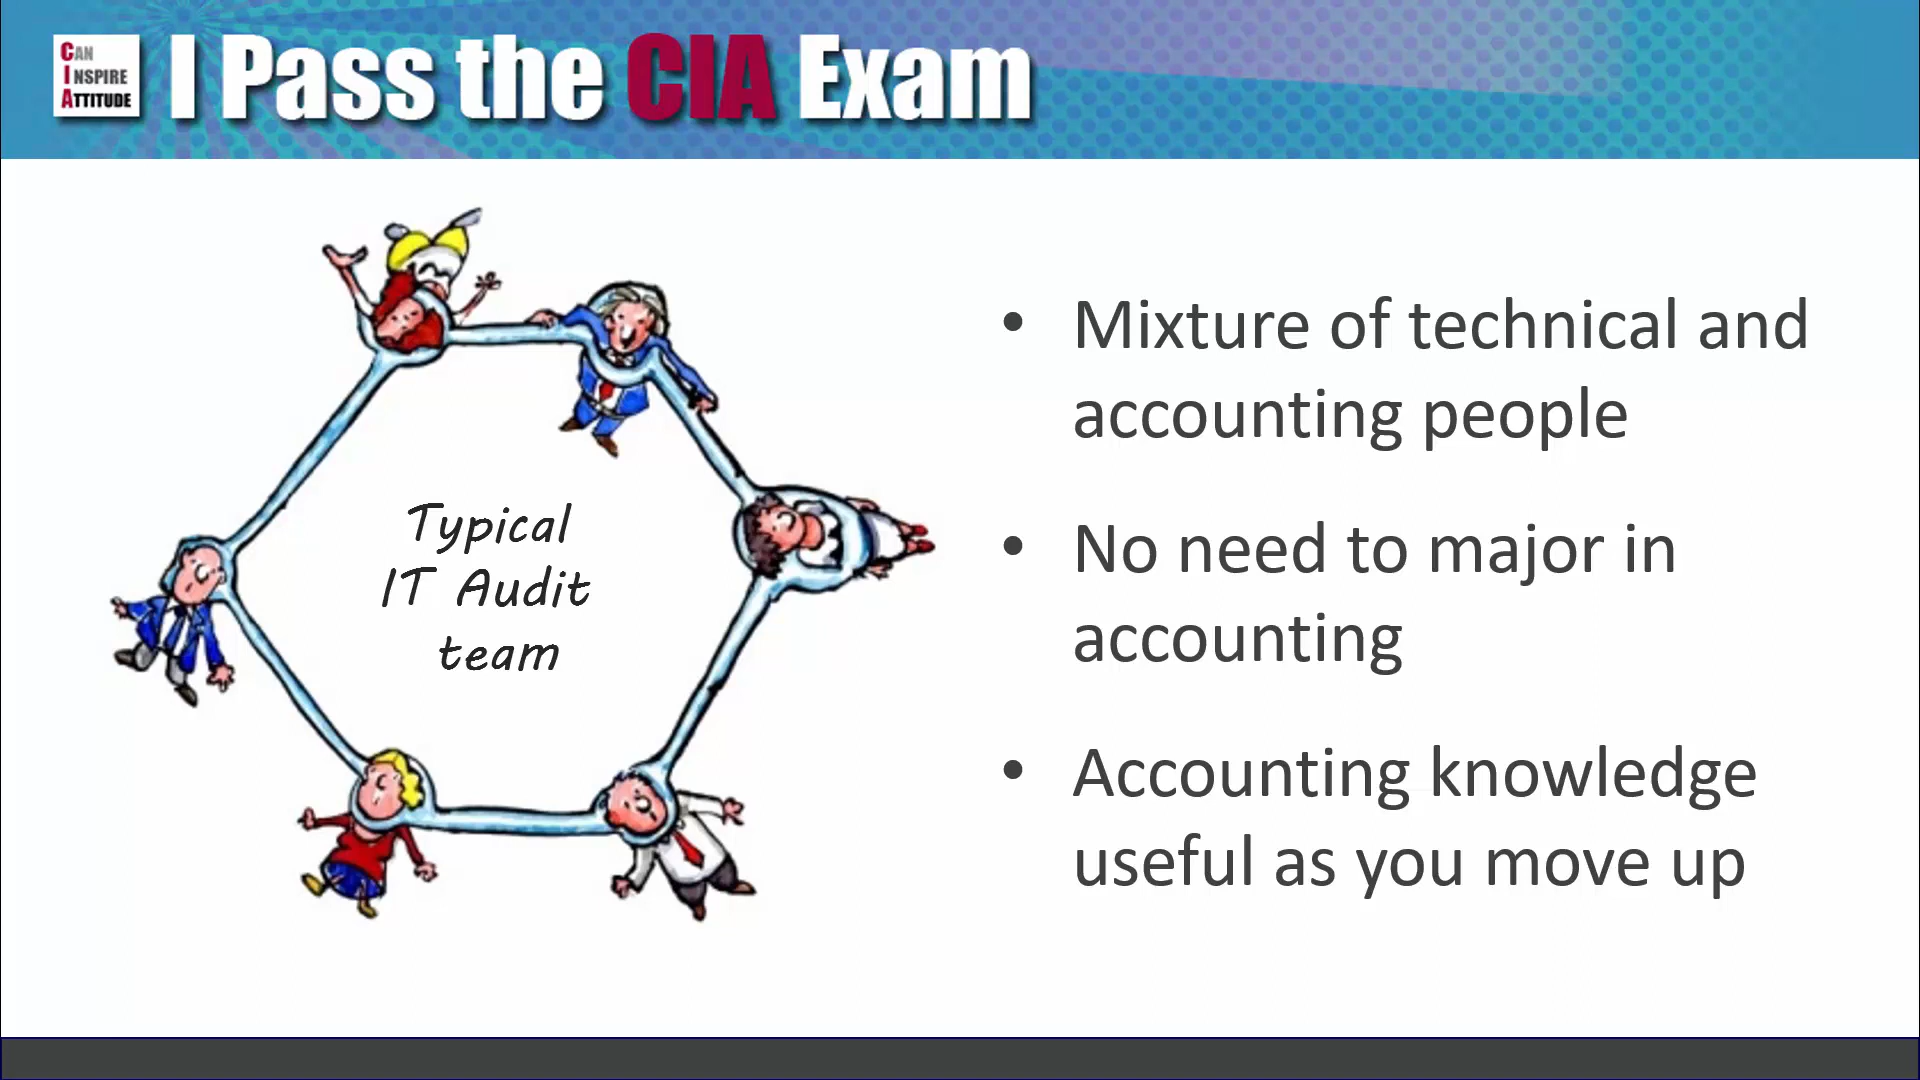 CAN
INSPIRE
ATTITUDE
I Pass the CIA Exam
Typical
IT Audit
team
• Mixture of technical and
accounting people
• No need to major in
accounting
• Accounting knowledge
useful as you move up